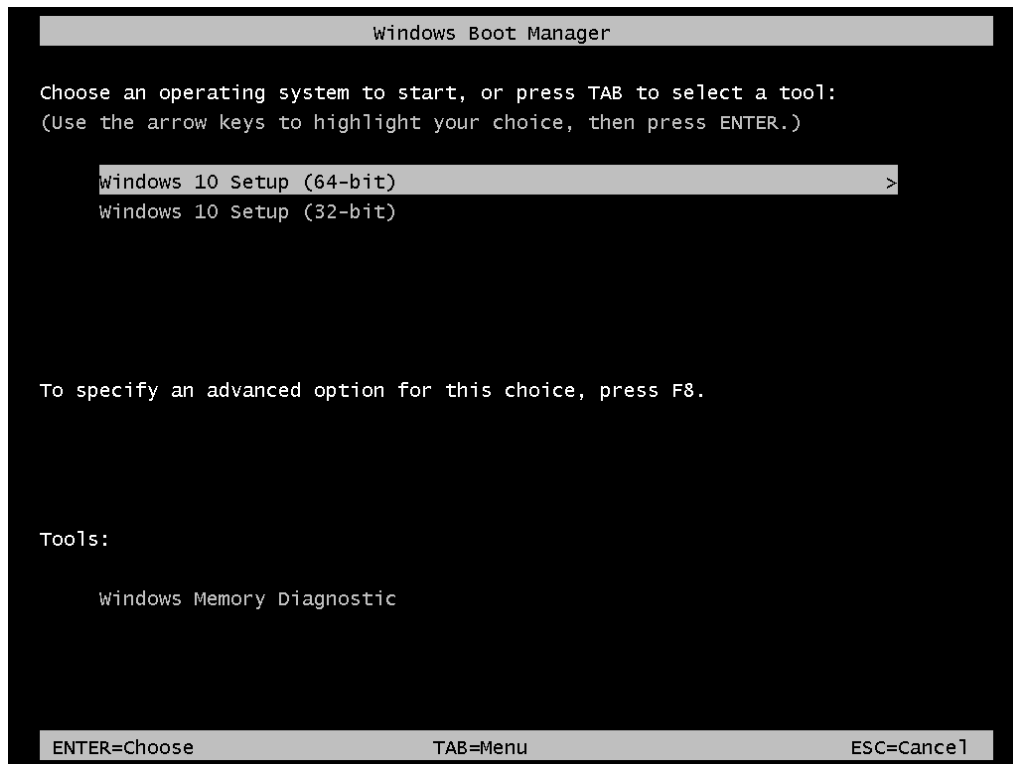 Windows Boot Manager
Choose an operating system to start, or press TAB to select a tool:
(Use the arrow keys to highlight your choice, then press ENTER.)
Windows 10 Setup (64-bit) >
Windows 10 Setup (32-bit)
To specify an advanced option for this choice, press F8.
Tools:
Windows Memory Diagnostic
ENTER=Choose TAB=Menu ESC=Cancel